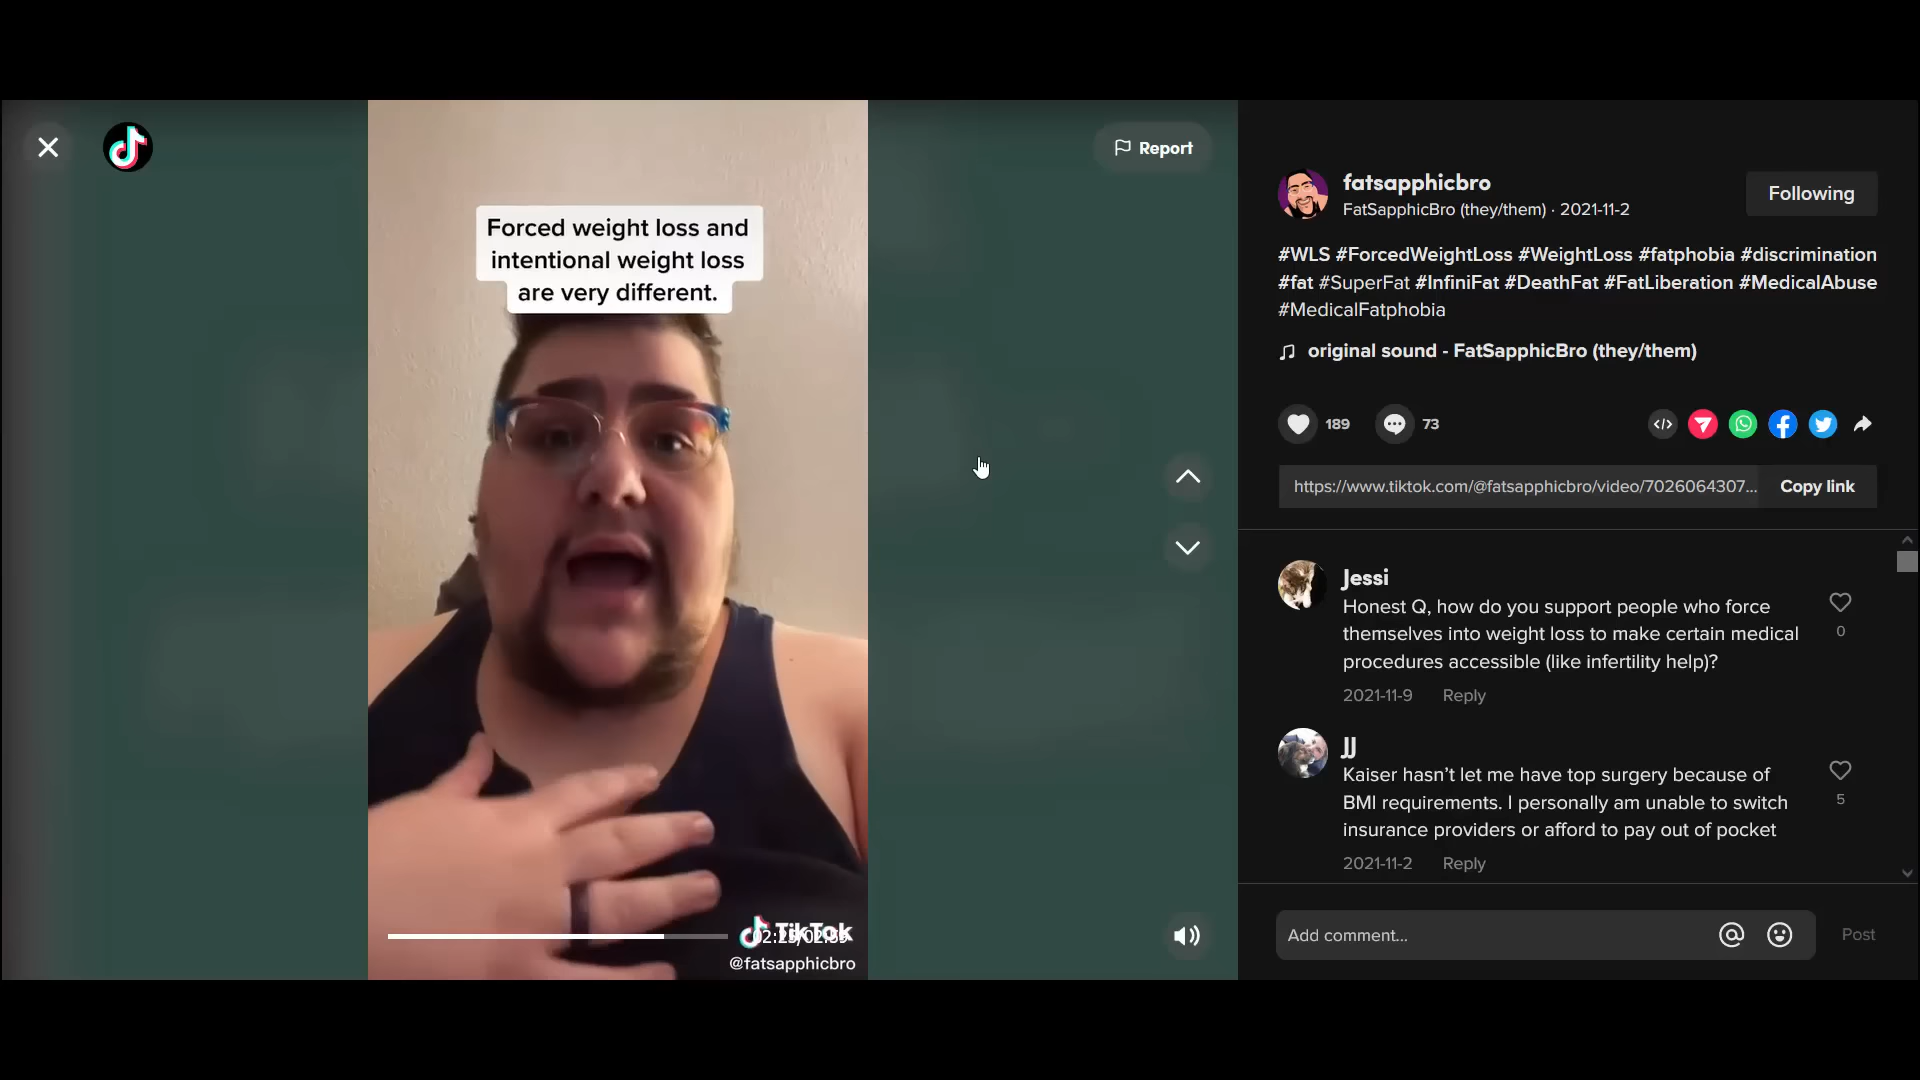 Report
Forced weight loss and
intentional weight loss
are very different.
TikTok
@fatsapphicbro
fatsapphicbro
FatSapphicBro (they/them) · 2021-11-2
Following
#WLS #ForcedWeightLoss #WeightLoss #fatphobia #discrimination
#fat #SuperFat #InfiniFat #DeathFat #FatLiberation #MedicalAbuse
#MedicalFatphobia
original sound - FatSapphicBro (they/them)
189
73
https://www.tiktok.com/@fatsapphicbro/video/7026064307...
Copy link
Jessi
Honest Q, how do you support people who force
themselves into weight loss to make certain medical
procedures accessible (like infertility help)?
0
2021-11-9 Reply
JJ
Kaiser hasn't let me have top surgery because of
BMI requirements. I personally am unable to switch
insurance providers or afford to pay out of pocket
5
2021-11-2 Reply
Add comment...
Post